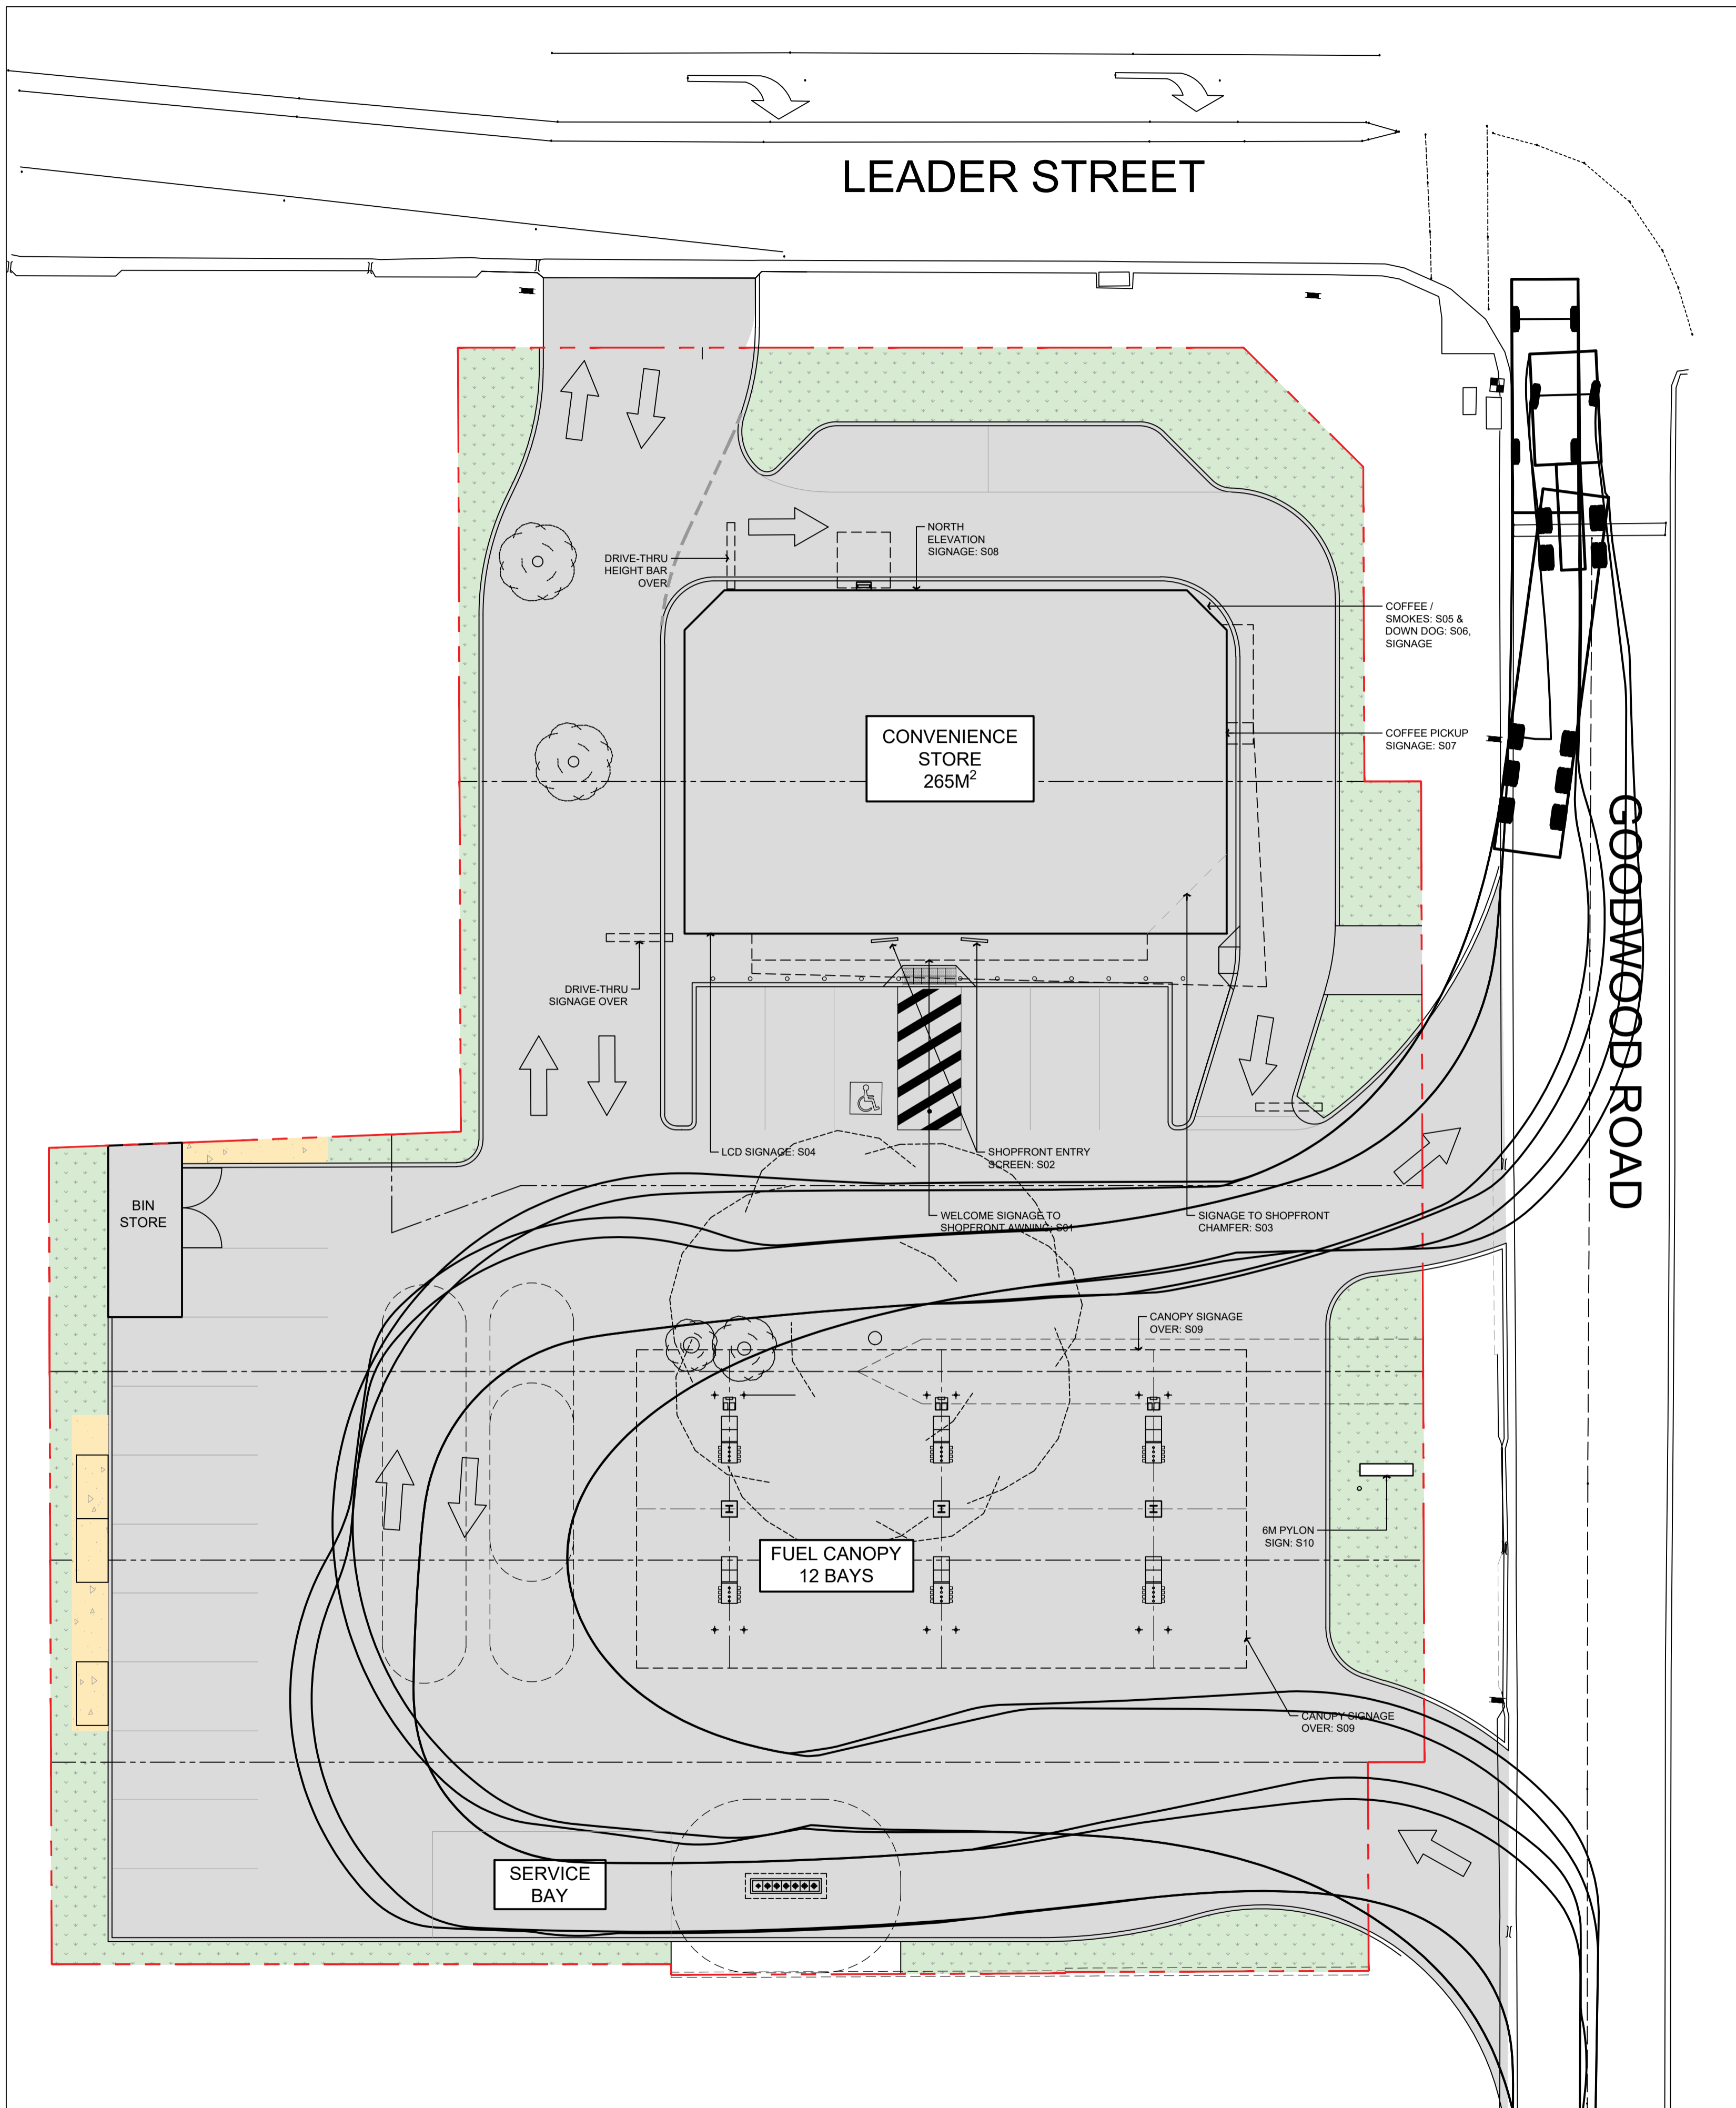 LEADER STREET
NORTH
ELEVATION
SIGNAGE: S08
DRIVE-THRU
HEIGHT BAR
OVER
COFFEE /
SMOKES: S05 &
DOWN DOG: S06,
SIGNAGE
CONVENIENCE
STORE
265M²
COFFEE PICKUP
SIGNAGE: S07
GOODWOOD ROAD
DRIVE-THRU
SIGNAGE OVER
LCD SIGNAGE: S04
SHOPFRONT ENTRY
SCREEN: S02
BIN
STORE
WELCOME SIGNAGE TO
SHOPFRONT AWNING: S01
SIGNAGE TO SHOPFRONT
CHAMFER: S03
CANOPY SIGNAGE
OVER: S09
6M PYLON
SIGN: S10
FUEL CANOPY
12 BAYS
CANOPY SIGNAGE
OVER: S09
SERVICE
BAY